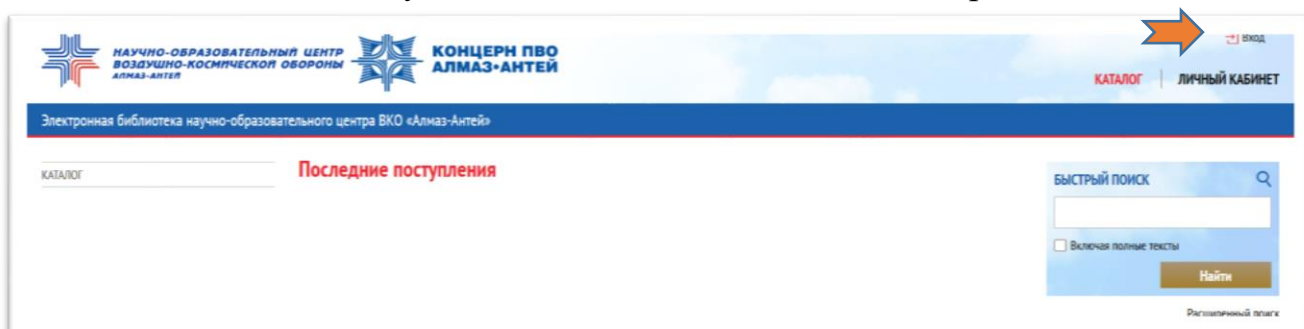 НАУЧНО-ОБРАЗОВАТЕЛЬНЫЙ ЦЕНТР
ВОЗДУШНО-КОСМИЧЕСКОЙ ОБОРОНЫ
АЛМАЗ-АНТЕЙ
КОНЦЕРН ПВО
АЛМАЗ•АНТЕЙ
Вход
КАТАЛОГ
ЛИЧНЫЙ КАБИНЕТ
Электронная библиотека научно-образовательного центра ВКО «Алмаз-Антей»
КАТАЛОГ
Последние поступления
БЫСТРЫЙ ПОИСК
Включая полные тексты
Найти
Расширенный поиск